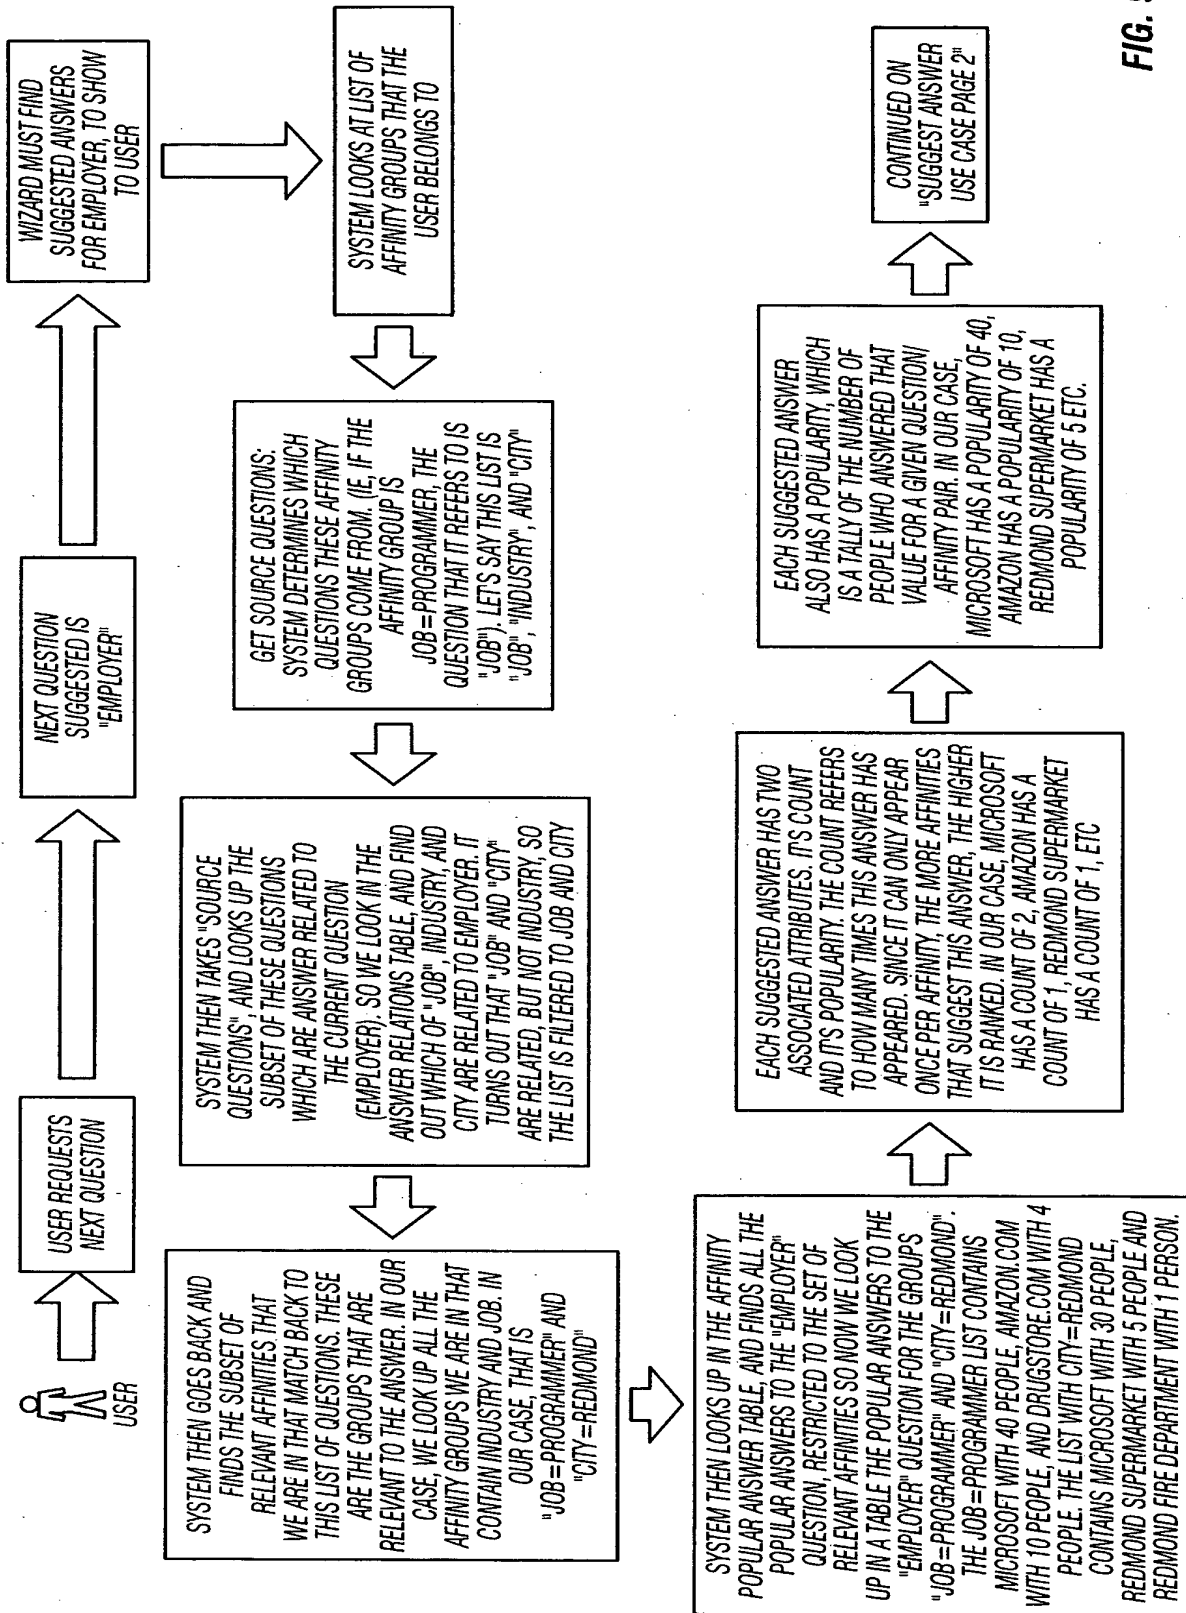 USER
USER REQUESTS
NEXT QUESTION
NEXT QUESTION
SUGGESTED IS
"EMPLOYER"
WIZARD MUST FIND
SUGGESTED ANSWERS
FOR EMPLOYER, TO SHOW
TO USER
SYSTEM LOOKS AT LIST OF
AFFINITY GROUPS THAT THE
USER BELONGS TO
GET SOURCE QUESTIONS:
SYSTEM DETERMINES WHICH
QUESTIONS THESE AFFINITY
GROUPS COME FROM. (IE, IF THE
AFFINITY GROUP IS
JOB=PROGRAMMER, THE
QUESTION THAT IT REFERS TO IS
"JOB"). LET'S SAY THIS LIST IS
"JOB", "INDUSTRY", AND "CITY"
SYSTEM THEN TAKES "SOURCE
QUESTIONS", AND LOOKS UP THE
SUBSET OF THESE QUESTIONS
WHICH ARE ANSWER RELATED TO
THE CURRENT QUESTION
(EMPLOYER). SO WE LOOK IN THE
ANSWER RELATIONS TABLE, AND FIND
OUT WHICH OF "JOB", INDUSTRY, AND
CITY ARE RELATED TO EMPLOYER. IT
TURNS OUT THAT "JOB" AND "CITY"
ARE RELATED, BUT NOT INDUSTRY, SO
THE LIST IS FILTERED TO JOB AND CITY
SYSTEM THEN GOES BACK AND
FINDS THE SUBSET OF
RELEVANT AFFINITIES THAT
WE ARE IN THAT MATCH BACK TO
THIS LIST OF QUESTIONS. THESE
ARE THE GROUPS THAT ARE
RELEVANT TO THE ANSWER. IN OUR
CASE, WE LOOK UP ALL THE
AFFINITY GROUPS WE ARE IN THAT
CONTAIN INDUSTRY AND JOB. IN
OUR CASE, THAT IS
"JOB=PROGRAMMER" AND
"CITY=REDMOND"
SYSTEM THEN LOOKS UP IN THE AFFINITY
POPULAR ANSWER TABLE, AND FINDS ALL THE
POPULAR ANSWERS TO THE "EMPLOYER"
QUESTION, RESTRICTED TO THE SET OF
RELEVANT AFFINITIES SO NOW WE LOOK
UP IN A TABLE THE POPULAR ANSWERS TO THE
"EMPLOYER" QUESTION FOR THE GROUPS
"JOB=PROGRAMMER" AND "CITY=REDMOND".
THE JOB=PROGRAMMER LIST CONTAINS
MICROSOFT WITH 40 PEOPLE, AMAZON.COM
WITH 10 PEOPLE, AND DRUGSTORE.COM WITH 4
PEOPLE. THE LIST WITH CITY=REDMOND
CONTAINS MICROSOFT WITH 30 PEOPLE,
REDMOND SUPERMARKET WITH 5 PEOPLE AND
REDMOND FIRE DEPARTMENT WITH 1 PERSON.
EACH SUGGESTED ANSWER HAS TWO
ASSOCIATED ATTRIBUTES. IT'S COUNT
AND IT'S POPULARITY. THE COUNT REFERS
TO HOW MANY TIMES THIS ANSWER HAS
APPEARED. SINCE IT CAN ONLY APPEAR
ONCE PER AFFINITY, THE MORE AFFINITIES
THAT SUGGEST THIS ANSWER, THE HIGHER
IT IS RANKED. IN OUR CASE, MICROSOFT
HAS A COUNT OF 2, AMAZON HAS A
COUNT OF 1, REDMOND SUPERMARKET
HAS A COUNT OF 1, ETC
EACH SUGGESTED ANSWER
ALSO HAS A POPULARITY, WHICH
IS A TALLY OF THE NUMBER OF
PEOPLE WHO ANSWERED THAT
VALUE FOR A GIVEN QUESTION/
AFFINITY PAIR. IN OUR CASE,
MICROSOFT HAS A POPULARITY OF 40,
AMAZON HAS A POPULARITY OF 10,
REDMOND SUPERMARKET HAS A
POPULARITY OF 5 ETC.
CONTINUED ON
"SUGGEST ANSWER
USE CASE PAGE 2"
FIG.